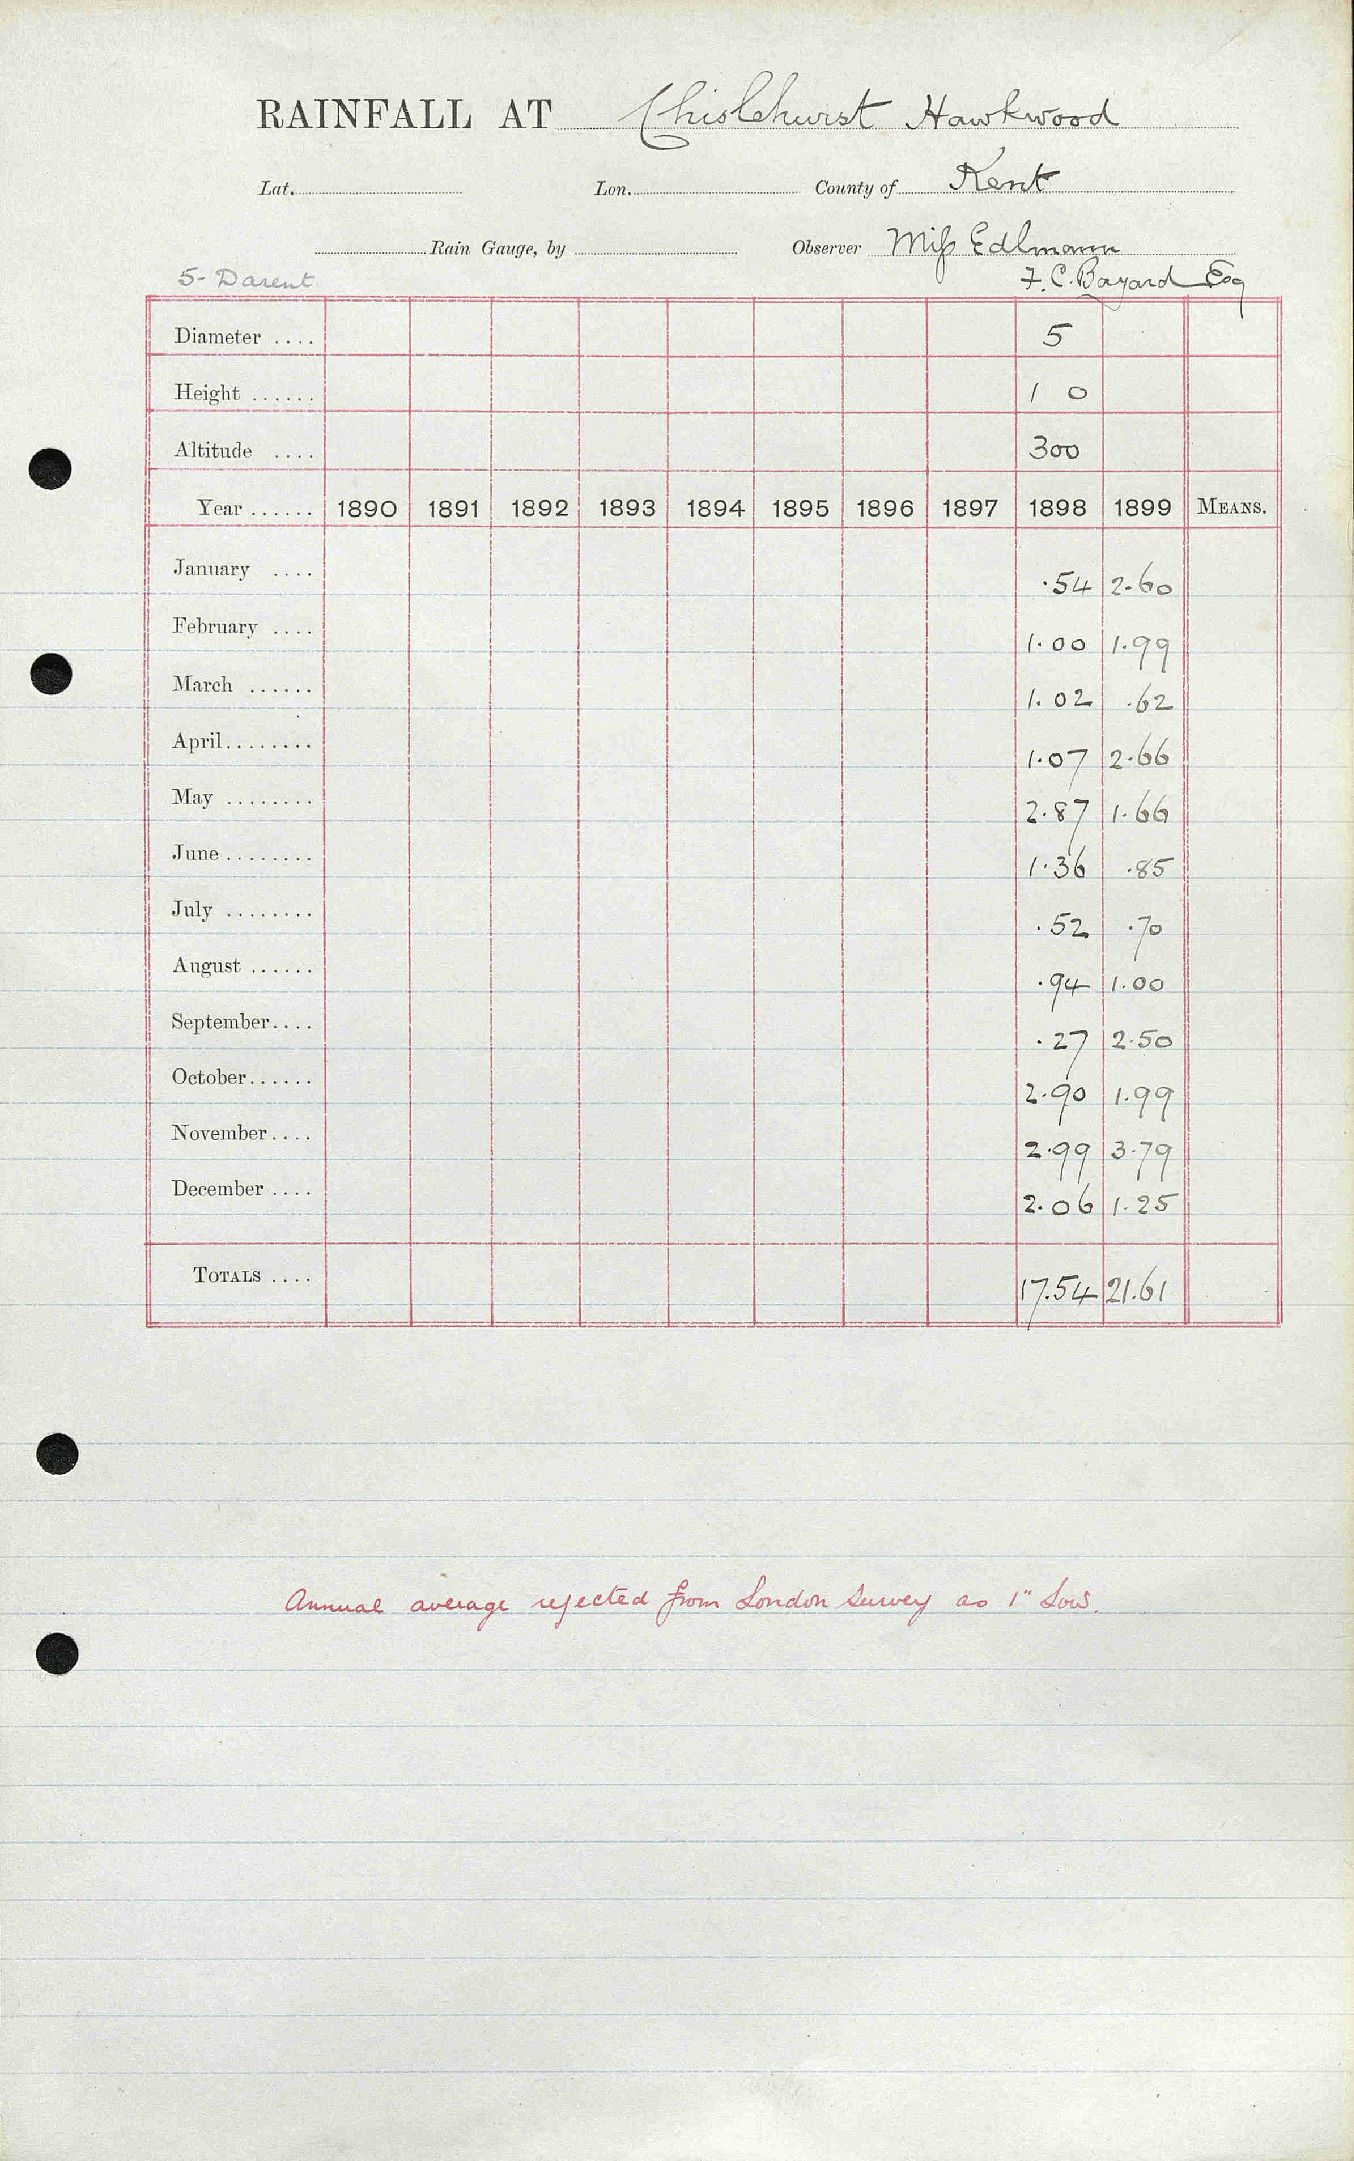 RAINFALL AT Chislehurst Hawkwood
Lat. Lon. County of Kent
Rain Gauge, by Observer Miss Edlmann
5- Darent F. C. Bayard Esq
Diameter .... 5
Height ...... 1 0
Altitude .... 300
Year ...... 1890 1891 1892 1893 1894 1895 1896 1897 1898 1899 MEANS.
January .... .54 2.60
February .... 1.00 1.99
March ...... 1.02 .62
April........ 1.07 2.66
May ........ 2.87 1.66
June ........ 1.36 .85
July ........ .52 .70
August ...... .94 1.00
September.... .27 2.50
October...... 2.90 1.99
November.... 2.99 3.79
December .... 2.06 1.25
TOTALS .... 17.54 21.61
Annual average rejected from London Survey as 1" low.